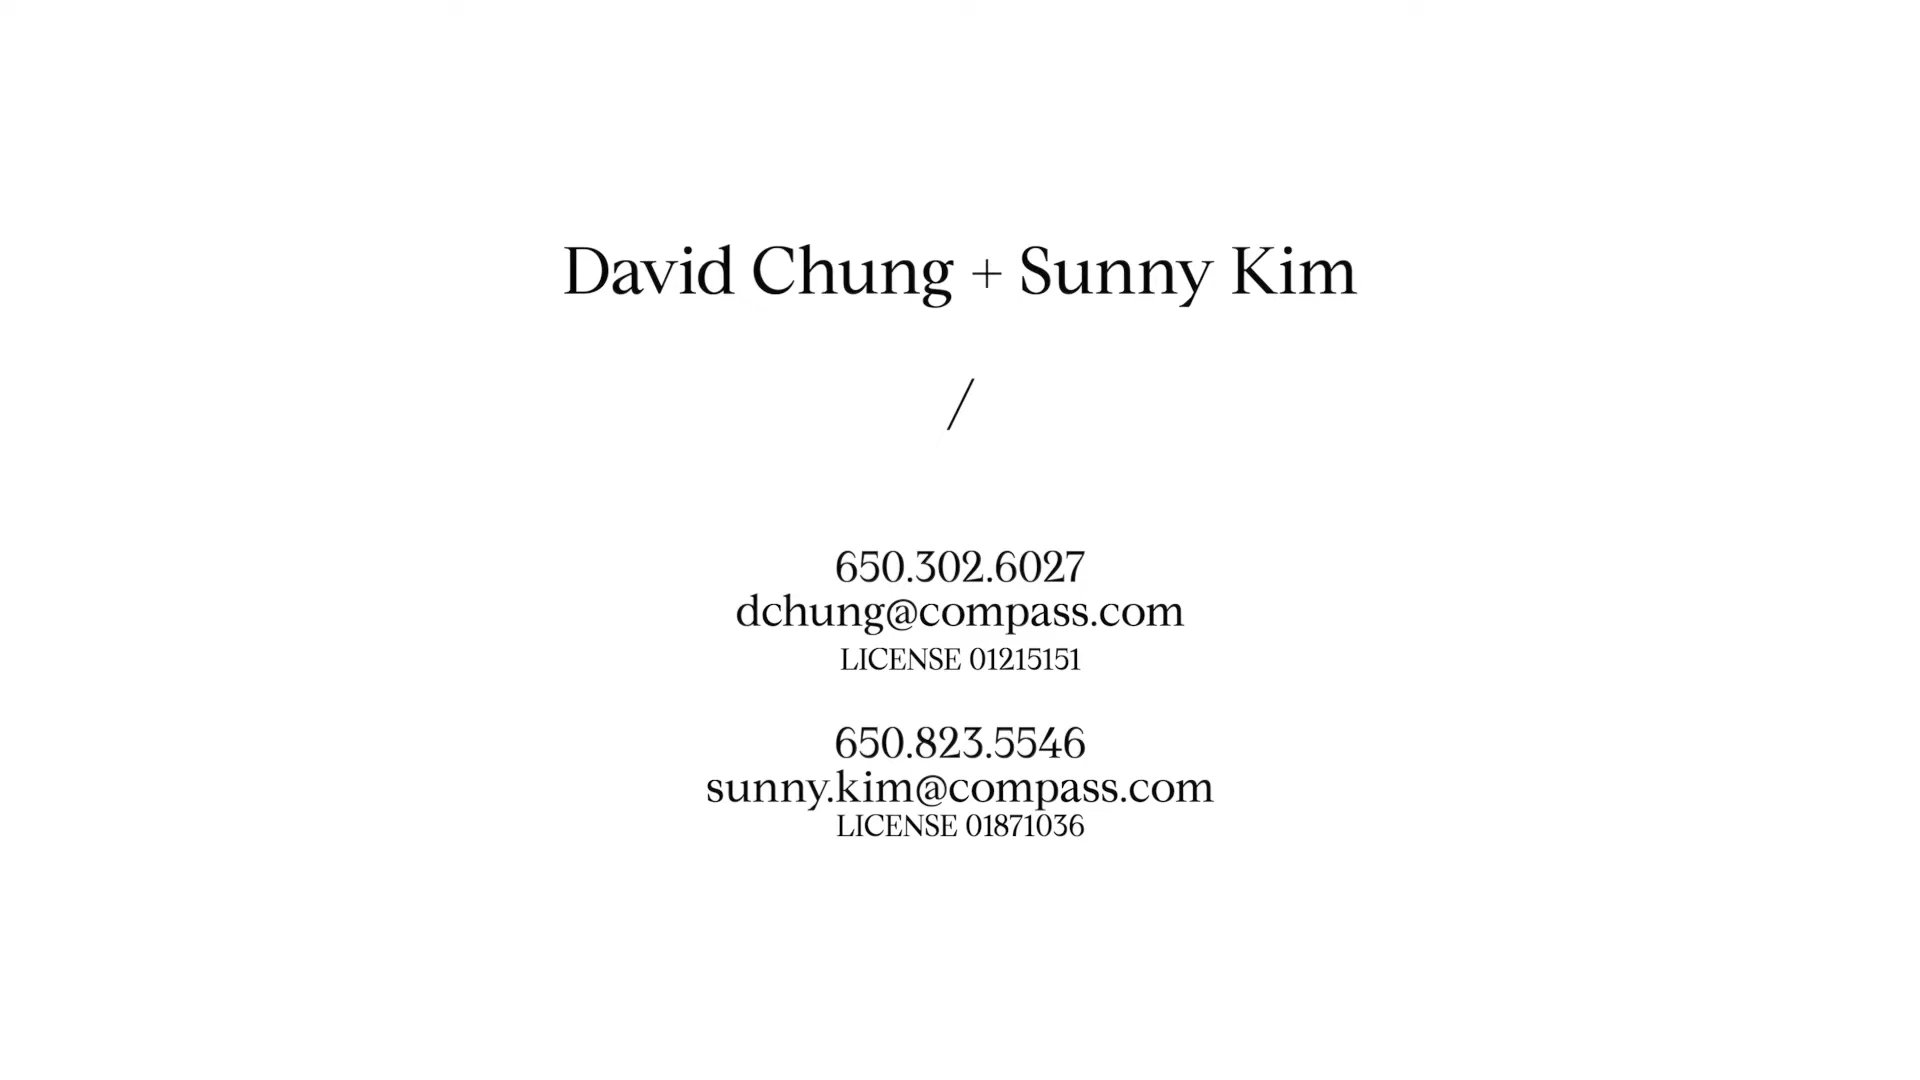 David Chung + Sunny Kim
/
650.302.6027
dchung@compass.com
LICENSE 01215151
650.823.5546
sunny.kim@compass.com
LICENSE 01871036